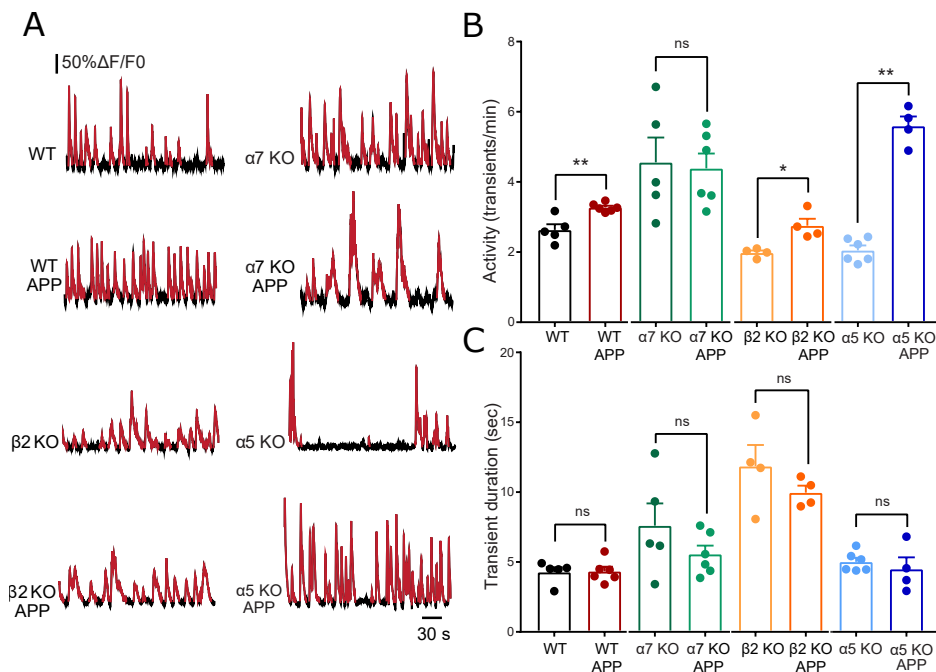 A
50%ΔF/F0
WT
α7 KO
WT
APP
α7 KO
APP
β2 KO
α5 KO
β2 KO
APP
α5 KO
APP
30 s
B
Activity (transients/min)
8
6
4
2
0
**
ns
*
**
WT
WT
APP
α7 KO
α7 KO
APP
β2 KO
β2 KO
APP
α5 KO
α5 KO
APP
C
Transient duration (sec)
20
15
10
5
0
ns
ns
ns
ns
WT
WT
APP
α7 KO
α7 KO
APP
β2 KO
β2 KO
APP
α5 KO
α5 KO
APP